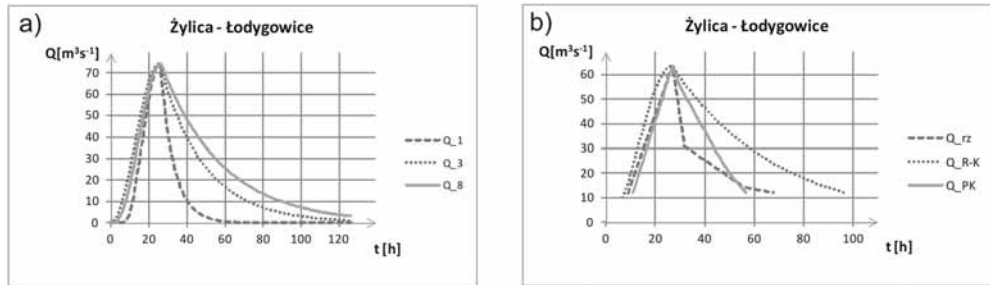 a)
Żylica - Łodygowice
Q[m³s⁻¹]
70
60
50
40
30
20
10
0
0 20 40 60 80 100 120
t [h]
Q_1
Q_3
Q_8
b)
Żylica - Łodygowice
Q[m³s⁻¹]
60
50
40
30
20
10
0
0 20 40 60 80 100
t [h]
Q_rz
Q_R-K
Q_PK